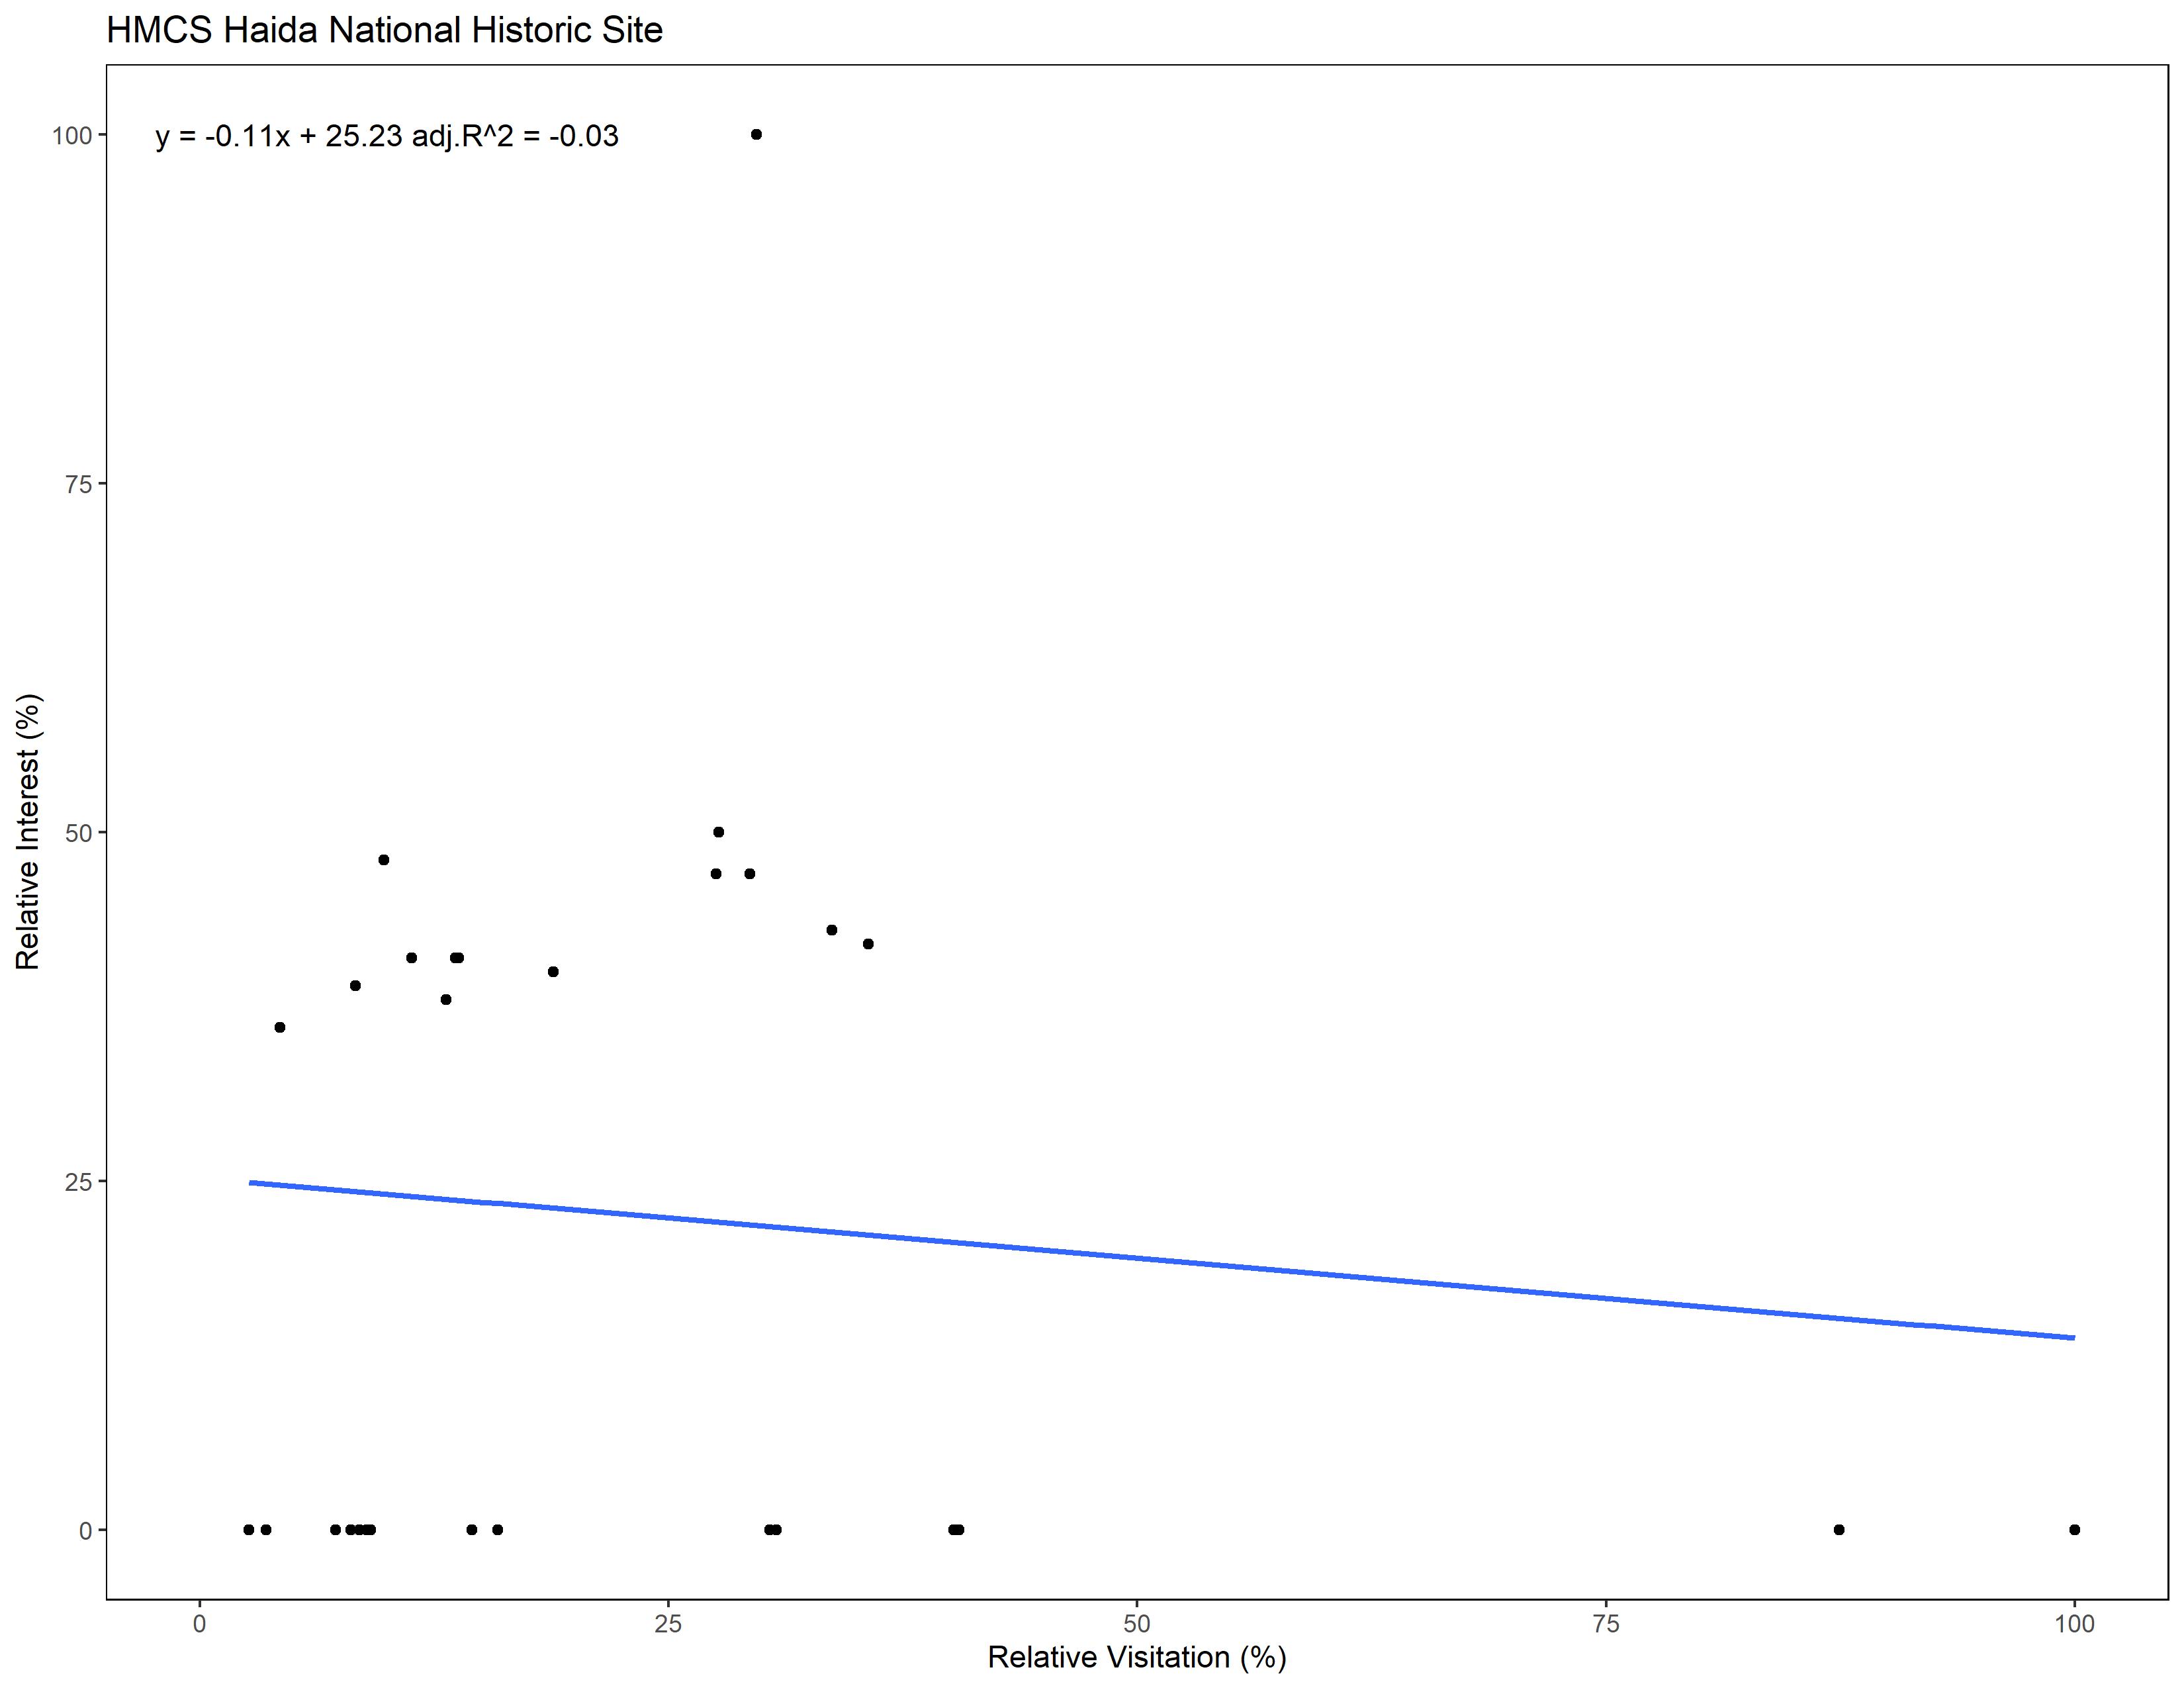 HMCS Haida National Historic Site
y = -0.11x + 25.23 adj.R^2 = -0.03
100
75
50
25
0
Relative Interest (%)
0 25 50 75 100
Relative Visitation (%)